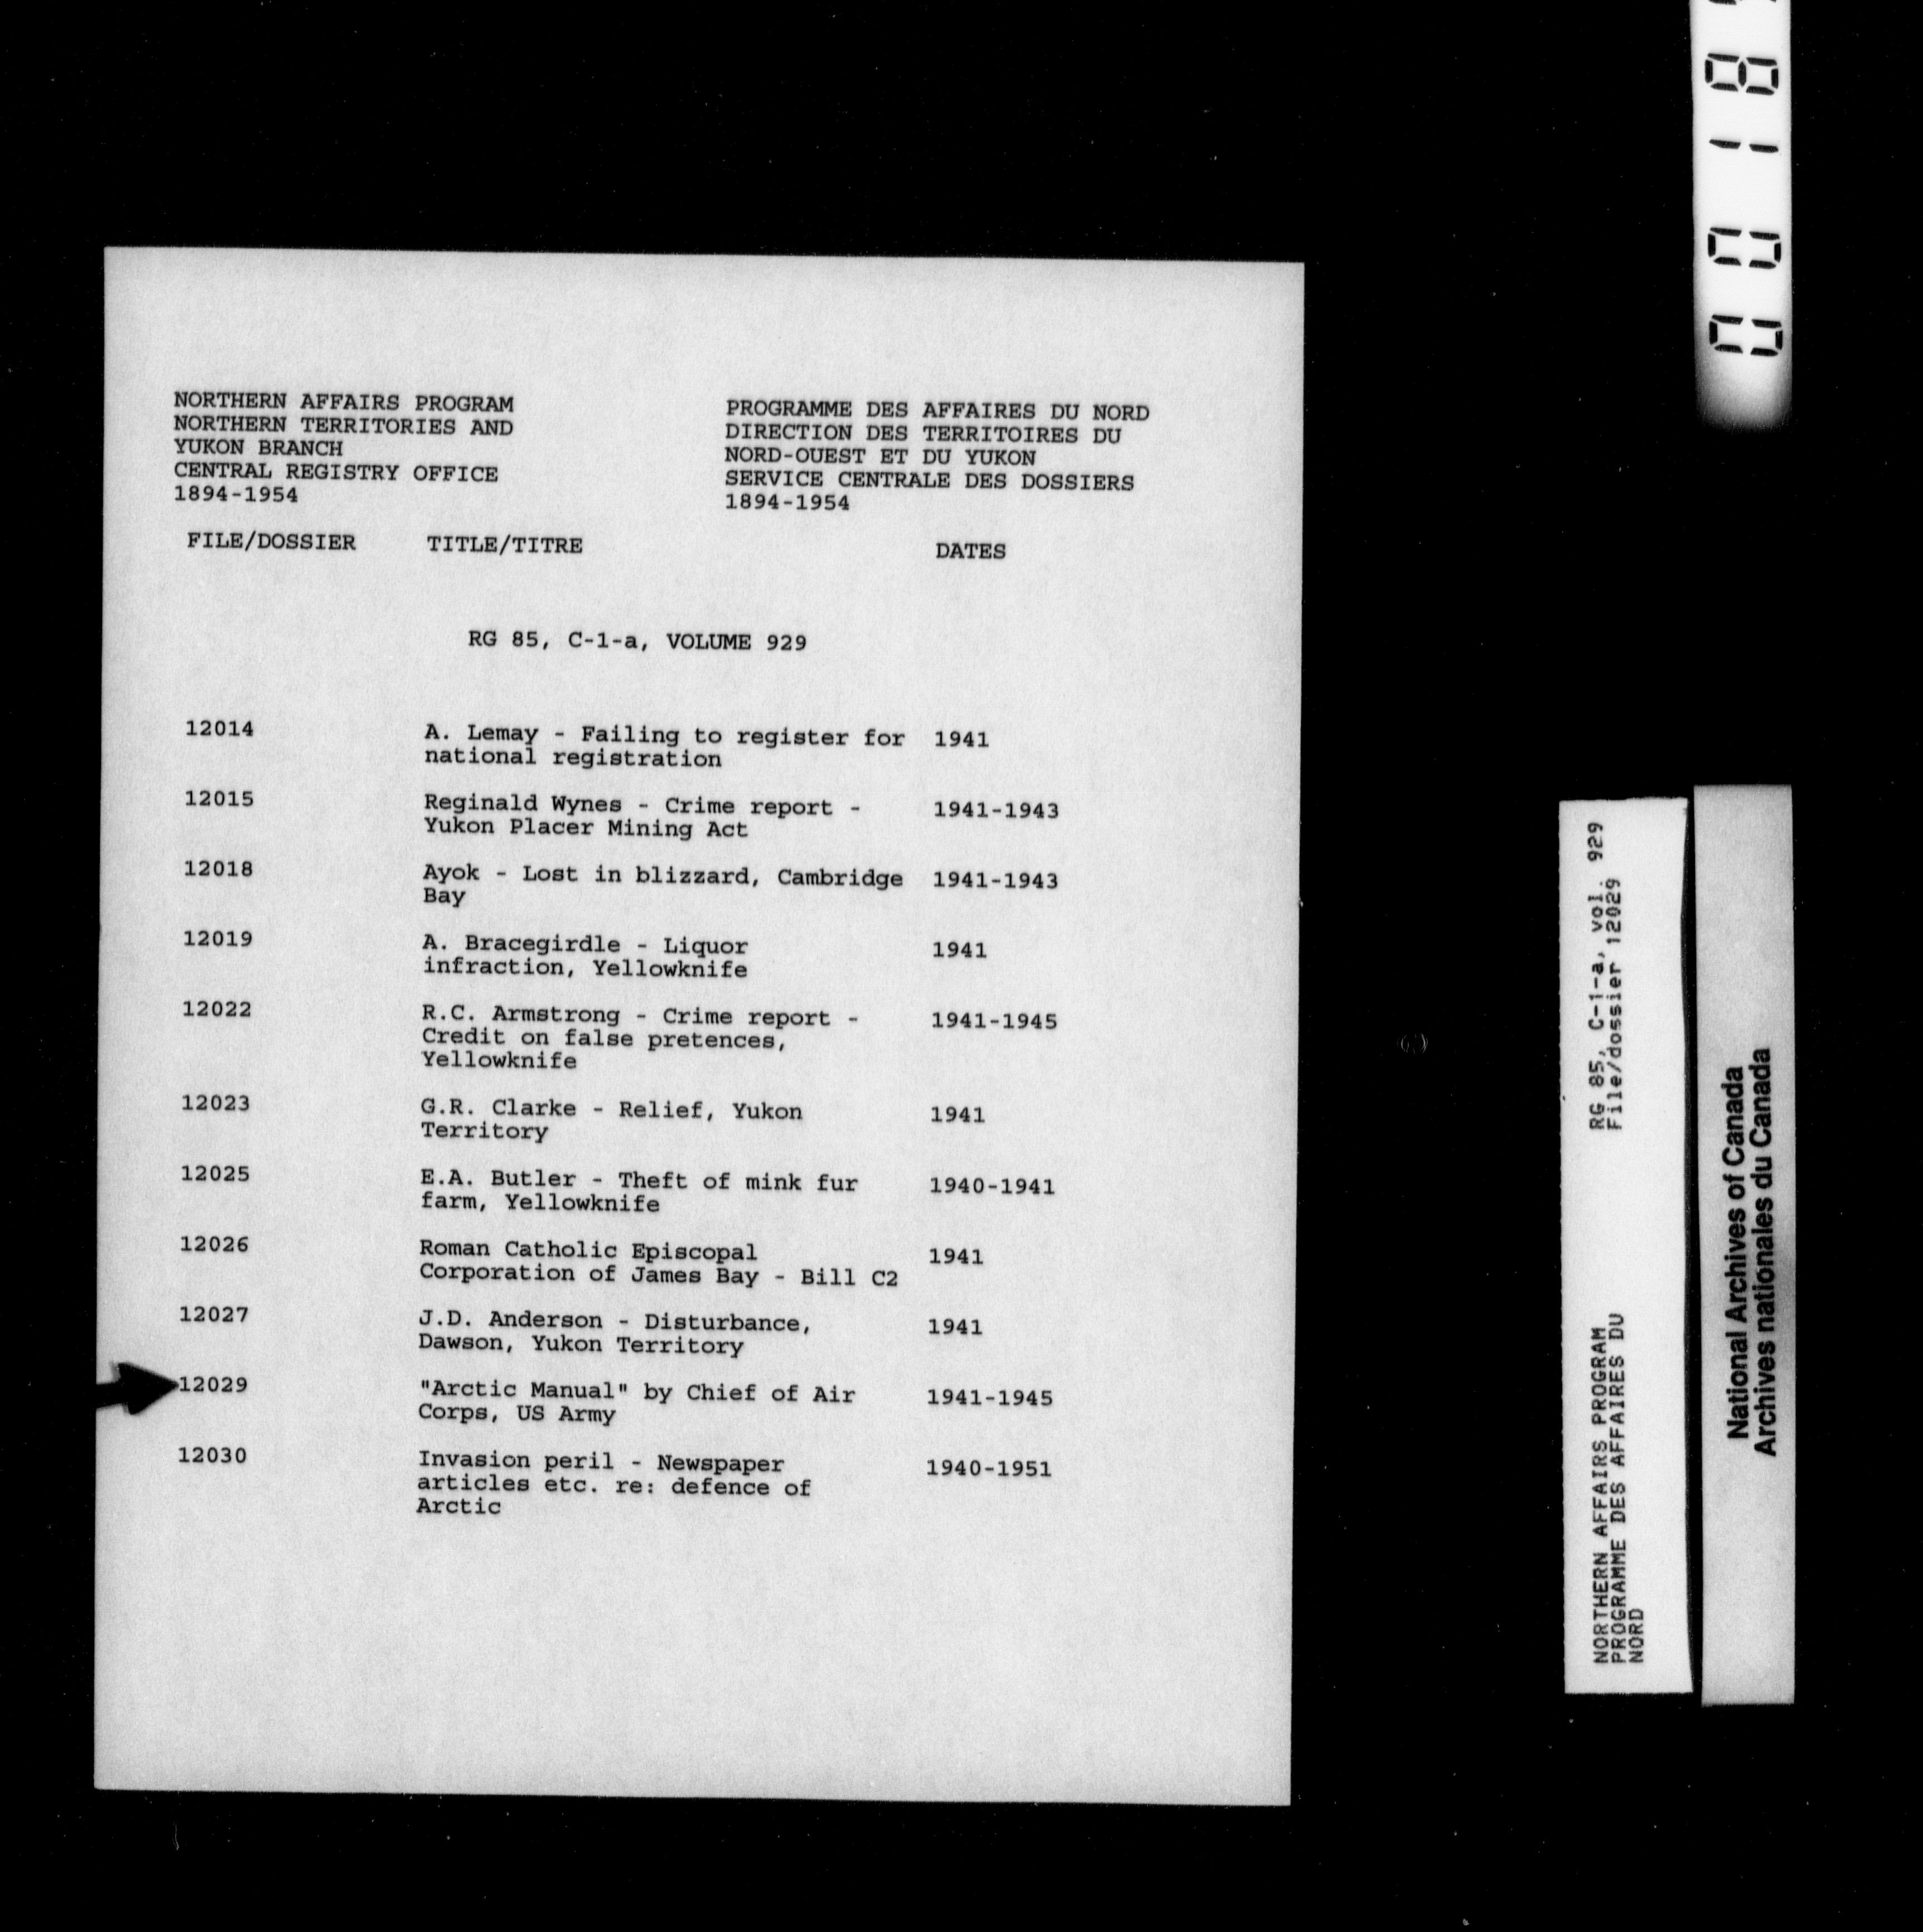 NORTHERN AFFAIRS PROGRAM
NORTHERN TERRITORIES AND
YUKON BRANCH
CENTRAL REGISTRY OFFICE
1894-1954
PROGRAMME DES AFFAIRES DU NORD
DIRECTION DES TERRITOIRES DU
NORD-OUEST ET DU YUKON
SERVICE CENTRALE DES DOSSIERS
1894-1954
FILE/DOSSIER TITLE/TITRE DATES
RG 85, C-1-a, VOLUME 929
12014 A. Lemay - Failing to register for 1941
national registration
12015 Reginald Wynes - Crime report - 1941-1943
Yukon Placer Mining Act
12018 Ayok - Lost in blizzard, Cambridge 1941-1943
Bay
12019 A. Bracegirdle - Liquor 1941
infraction, Yellowknife
12022 R.C. Armstrong - Crime report - 1941-1945
Credit on false pretences,
Yellowknife
12023 G.R. Clarke - Relief, Yukon 1941
Territory
12025 E.A. Butler - Theft of mink fur 1940-1941
farm, Yellowknife
12026 Roman Catholic Episcopal 1941
Corporation of James Bay - Bill C2
12027 J.D. Anderson - Disturbance, 1941
Dawson, Yukon Territory
12029 "Arctic Manual" by Chief of Air 1941-1945
Corps, US Army
12030 Invasion peril - Newspaper 1940-1951
articles etc. re: defence of
Arctic
NORTHERN AFFAIRS PROGRAM
PROGRAMME DES AFFAIRES DU
NORD
RG 85, C-1-a, vol. 929
File/dossier 12029
National Archives of Canada
Archives nationales du Canada
0018